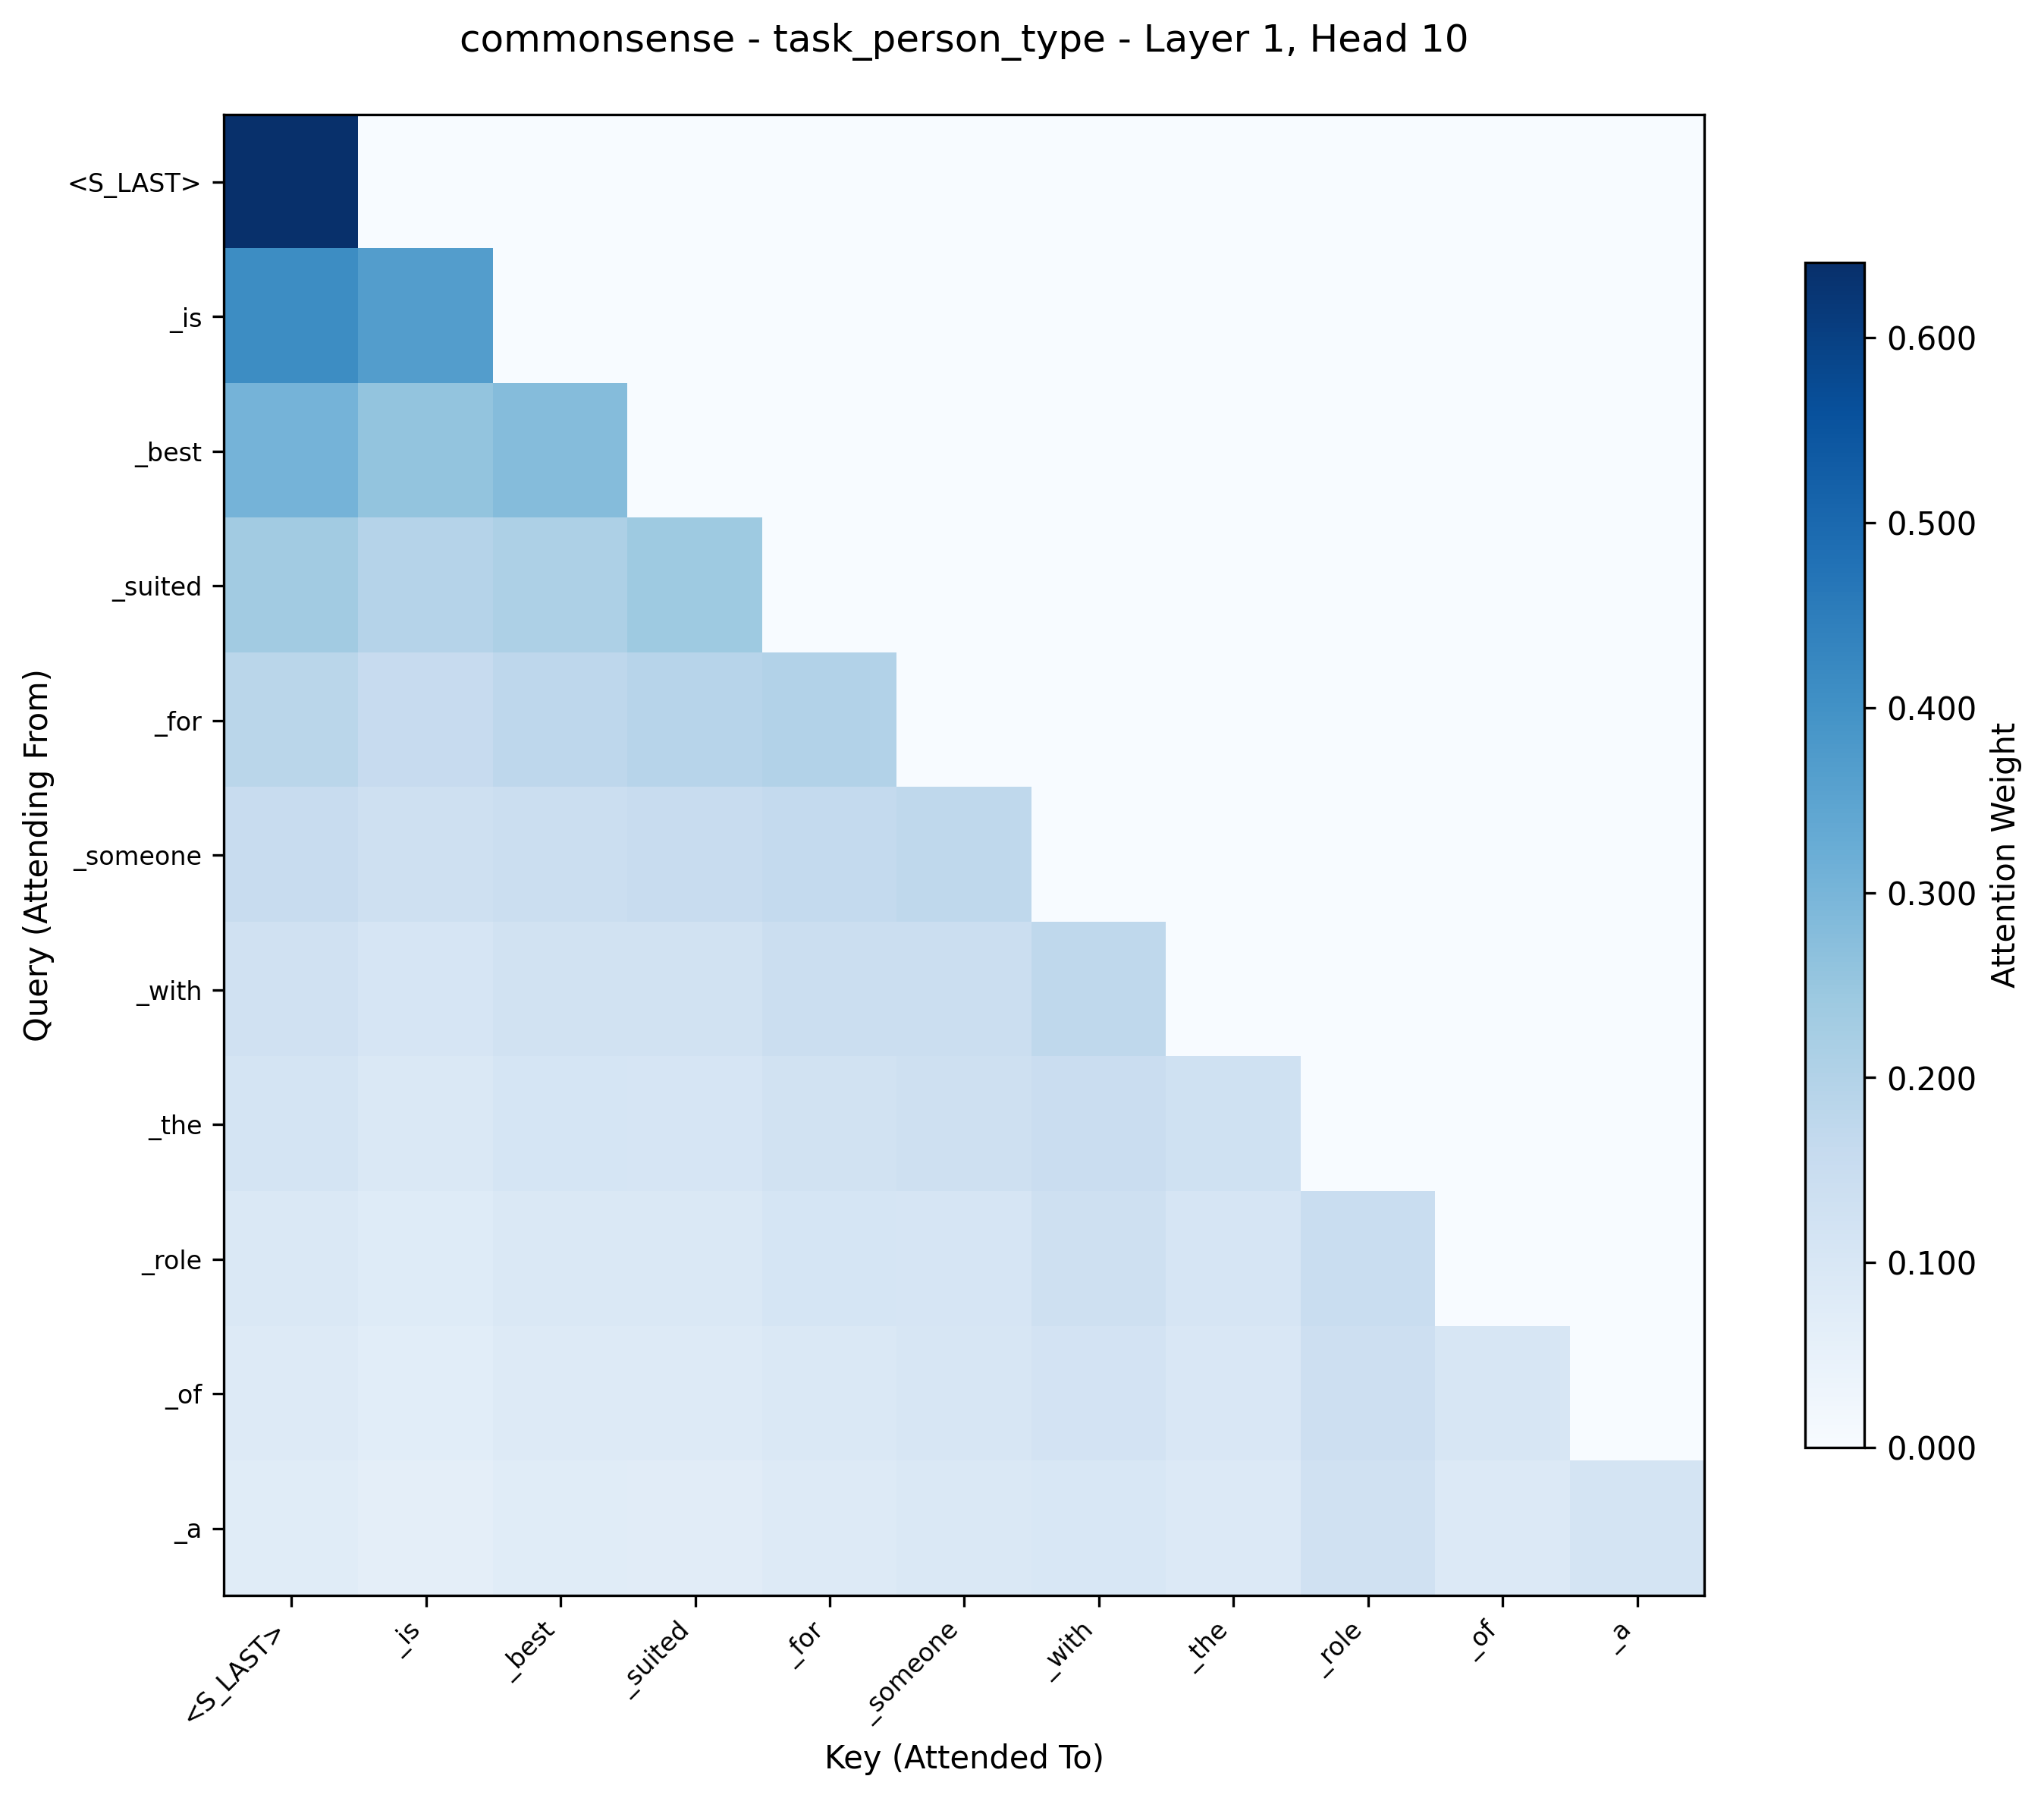 commonsense - task_person_type - Layer 1, Head 10
Query (Attending From)
<S_LAST>
_is
_best
_suited
_for
_someone
_with
_the
_role
_of
_a
<S_LAST>
_is
_best
_suited
_for
_someone
_with
_the
_role
_of
_a
Key (Attended To)
0.600
0.500
0.400
0.300
0.200
0.100
0.000
Attention Weight